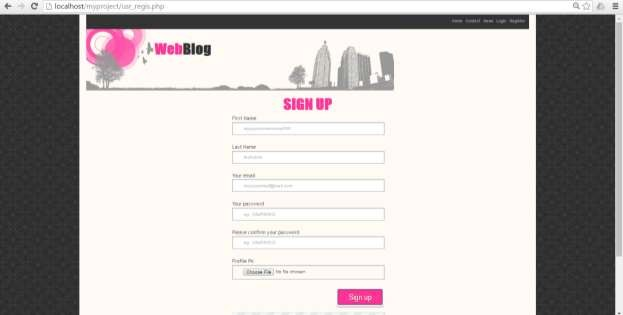 localhost/myproject/usr_regis.php
Home Contact News Login Register
WebBlog
SIGN UP
First Name
Last Name
Your email
Your password
Please confirm your password
Profile Pic
Choose File No file chosen
Sign up